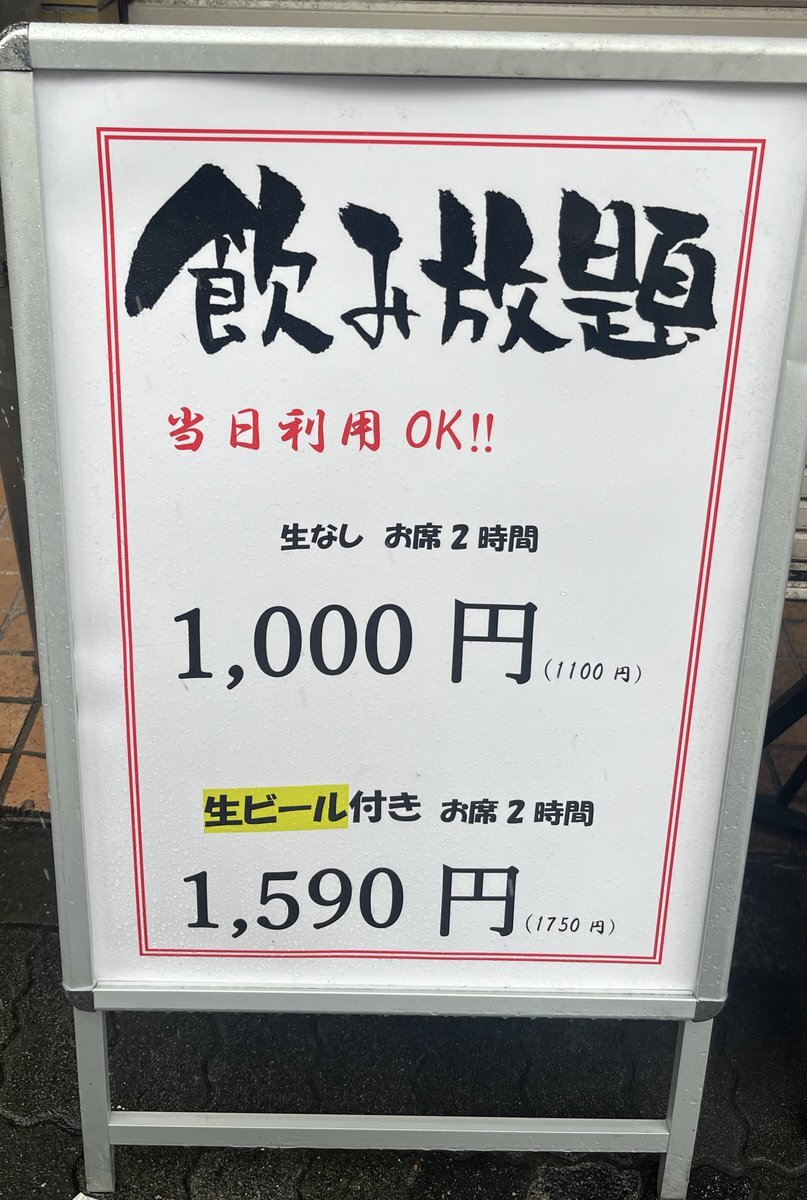 飲み放題
当日利用 OK!!
生なし お席2時間
1,000円(1100円)
生ビール付き お席2時間
1,590円(1750円)